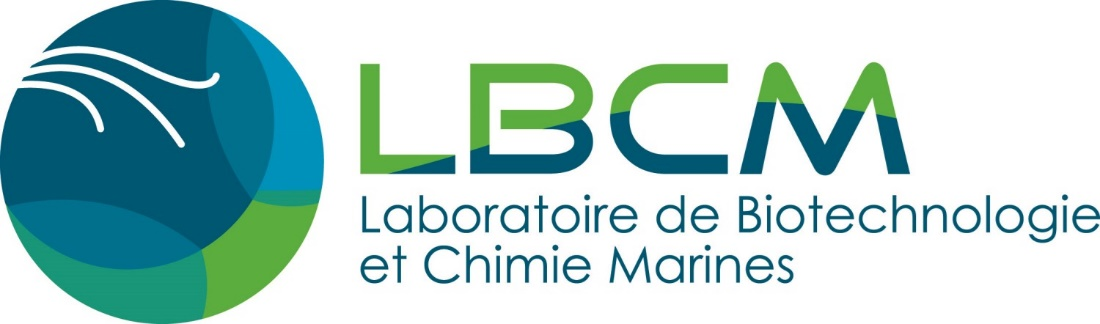 LBCM
Laboratoire de Biotechnologie
et Chimie Marines